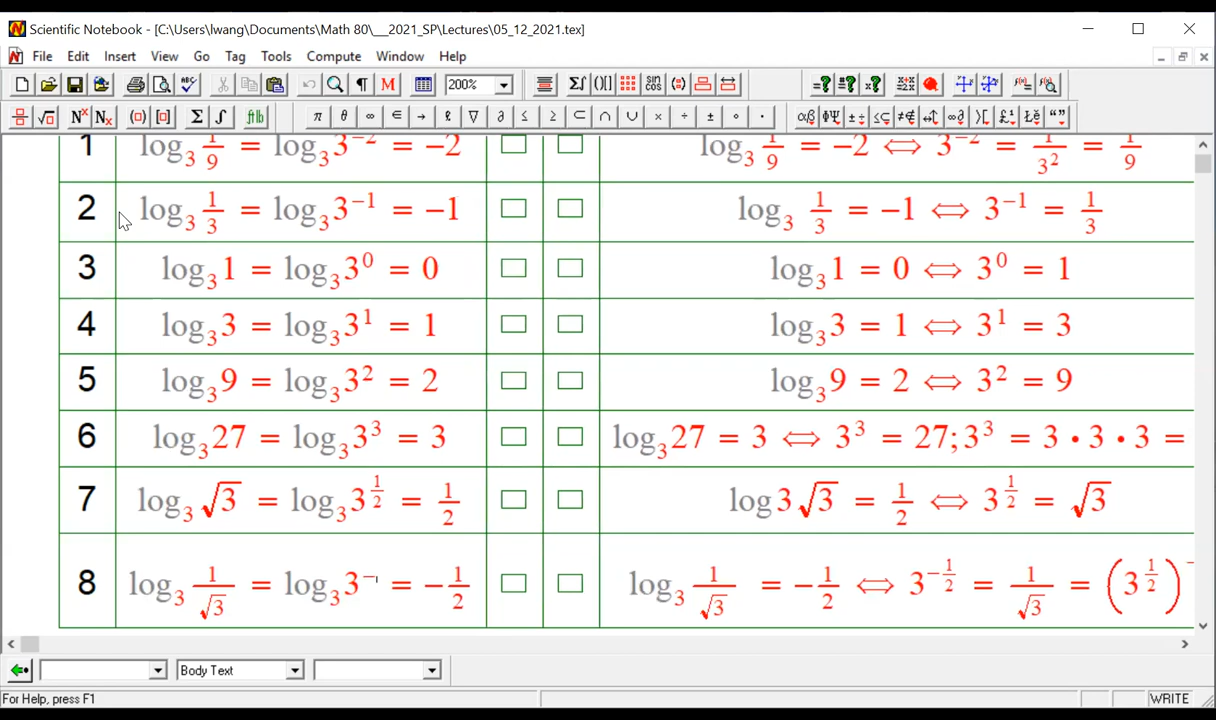 Scientific Notebook - [C:\Users\lwang\Documents\Math 80\__2021_SP\Lectures\05_12_2021.tex]
File Edit Insert View Go Tag Tools Compute Window Help
200%
π θ ∞ ∈ → ℓ ∇ ∂ ≤ ≥ ⊂ ∩ ∪ × ÷ ± ∘ ·
1 log₃ 1/9 = log₃ 3⁻² = −2 log₃ 1/9 = −2 ⟺ 3⁻² = 1/3² = 1/9
2 log₃ 1/3 = log₃ 3⁻¹ = −1 log₃ 1/3 = −1 ⟺ 3⁻¹ = 1/3
3 log₃ 1 = log₃ 3⁰ = 0 log₃ 1 = 0 ⟺ 3⁰ = 1
4 log₃ 3 = log₃ 3¹ = 1 log₃ 3 = 1 ⟺ 3¹ = 3
5 log₃ 9 = log₃ 3² = 2 log₃ 9 = 2 ⟺ 3² = 9
6 log₃ 27 = log₃ 3³ = 3 log₃ 27 = 3 ⟺ 3³ = 27; 3³ = 3 • 3 • 3 =
7 log₃ √3 = log₃ 3^(1/2) = 1/2 log 3√3 = 1/2 ⟺ 3^(1/2) = √3
8 log₃ 1/√3 = log₃ 3⁻ = −1/2 log₃ 1/√3 = −1/2 ⟺ 3^(−1/2) = 1/√3 = (3^(1/2))⁻
Body Text
For Help, press F1 WRITE